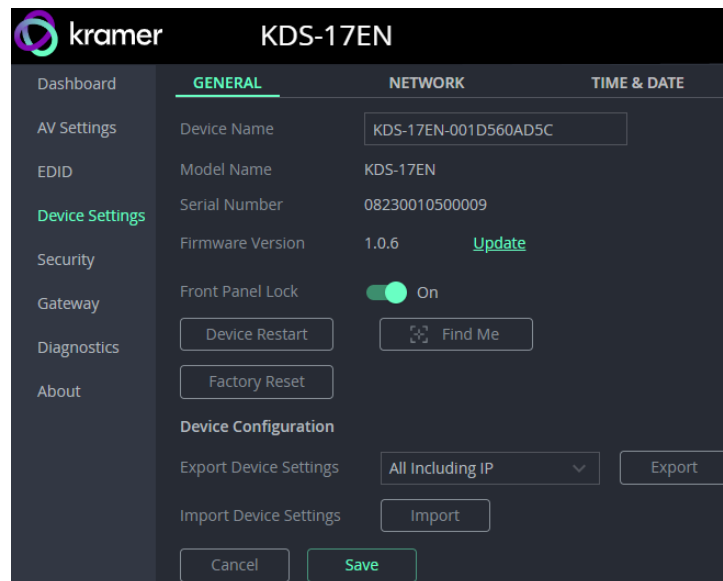 kramer KDS-17EN
Dashboard
AV Settings
EDID
Device Settings
Security
Gateway
Diagnostics
About
GENERAL NETWORK TIME & DATE
Device Name KDS-17EN-001D560AD5C
Model Name KDS-17EN
Serial Number 08230010500009
Firmware Version 1.0.6 Update
Front Panel Lock On
Device Restart Find Me
Factory Reset
Device Configuration
Export Device Settings All Including IP Export
Import Device Settings Import
Cancel Save